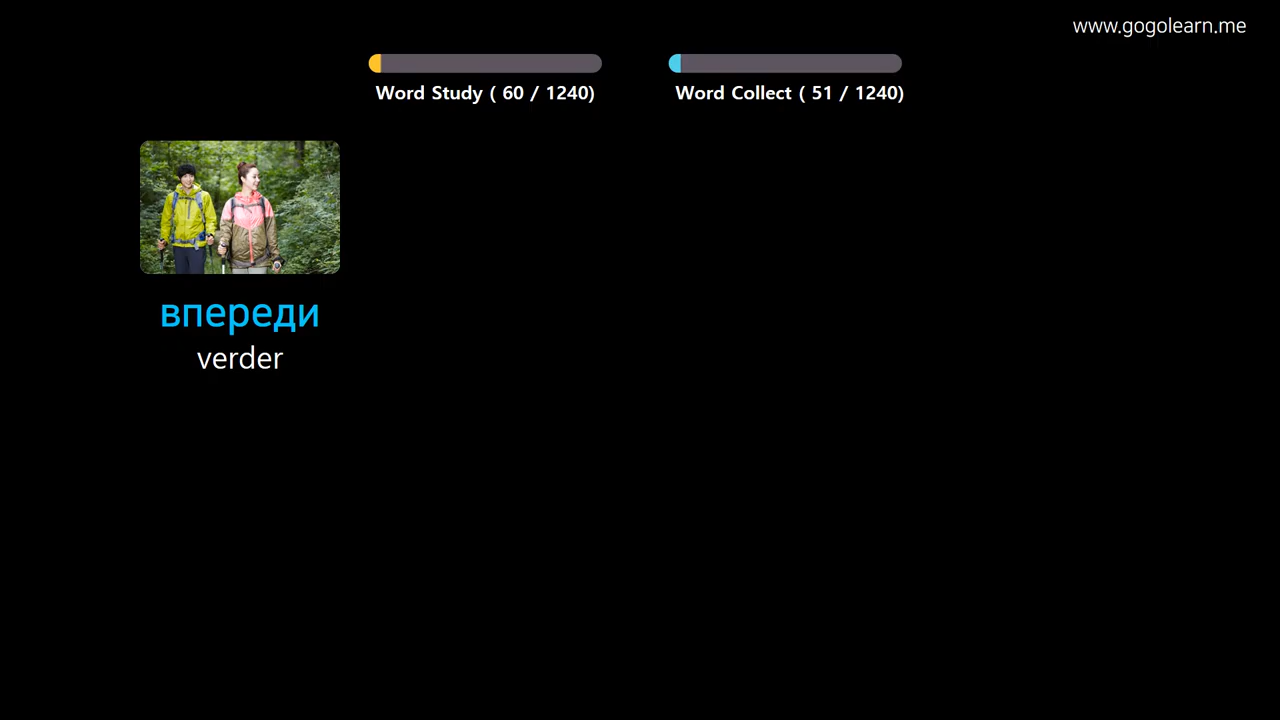 www.gogolearn.me
Word Study ( 60 / 1240)
Word Collect ( 51 / 1240)
впереди
verder